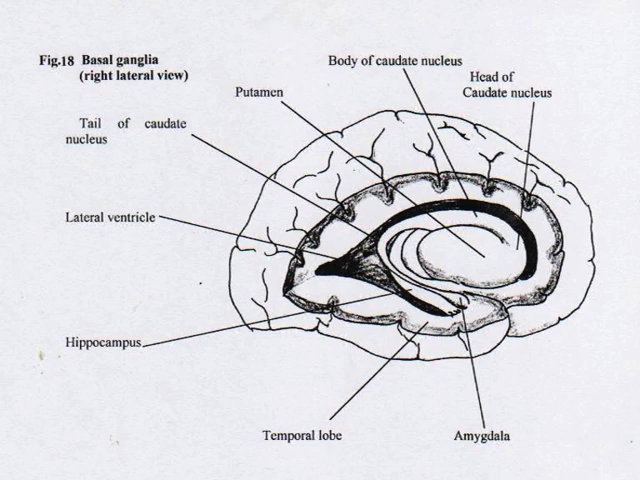 Fig.18 Basal ganglia
(right lateral view)
Body of caudate nucleus
Head of
Caudate nucleus
Putamen
Tail of caudate
nucleus
Lateral ventricle
Hippocampus
Temporal lobe
Amygdala